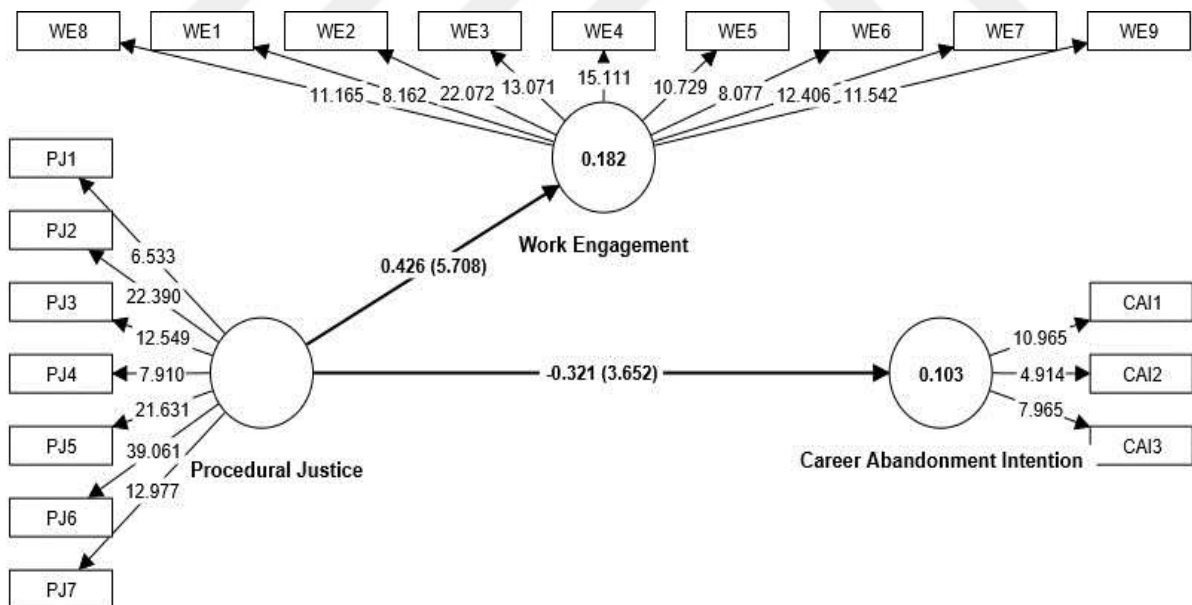 WE8 WE1 WE2 WE3 WE4 WE5 WE6 WE7 WE9
11.165 8.162 22.072 13.071 15.111 10.729 8.077 12.406 11.542
0.182
Work Engagement
PJ1
PJ2
PJ3
PJ4
PJ5
PJ6
PJ7
6.533
22.390
12.549
7.910
21.631
39.061
12.977
Procedural Justice
0.426 (5.708)
-0.321 (3.652)
0.103
Career Abandonment Intention
10.965
4.914
7.965
CAI1
CAI2
CAI3